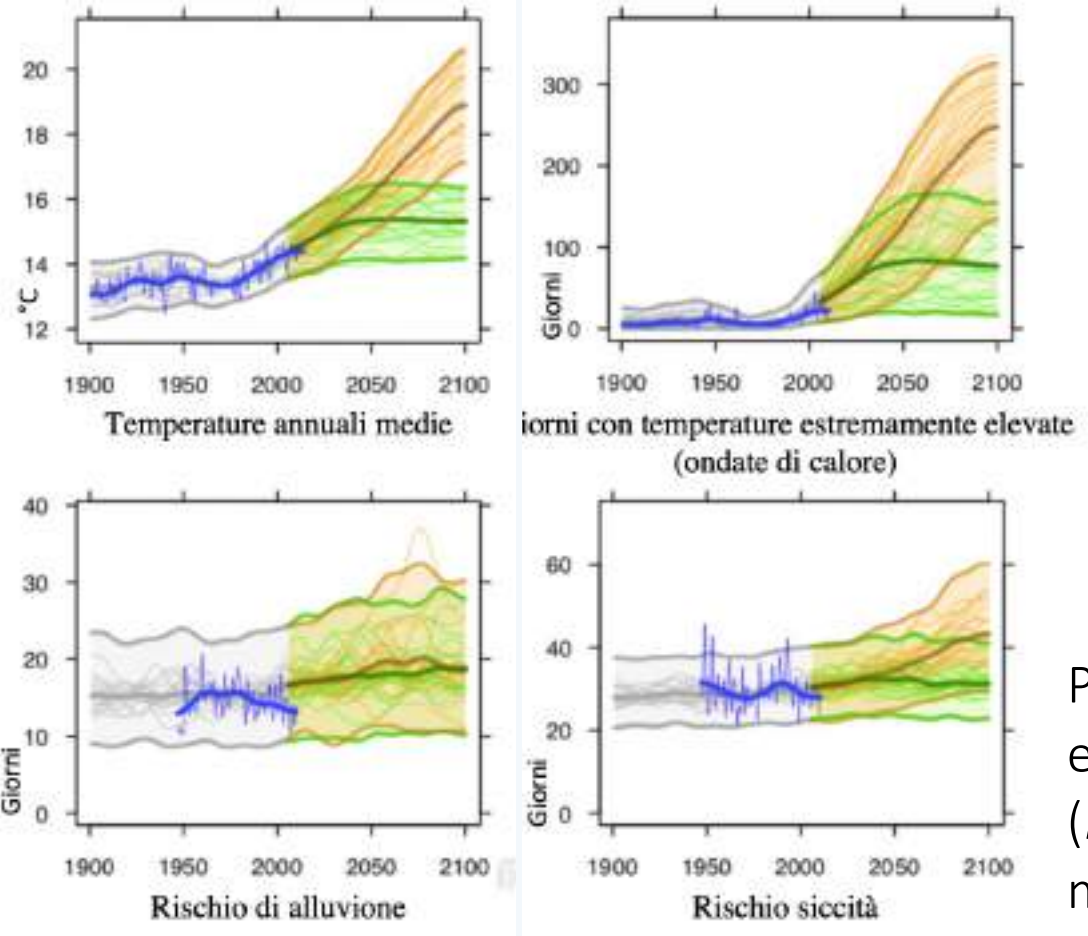 20
18
16
14
12
°C
1900 1950 2000 2050 2100
Temperature annuali medie
300
200
100
0
Giorni
1900 1950 2000 2050 2100
iorni con temperature estremamente elevate
(ondate di calore)
40
30
20
10
0
Giorni
1900 1950 2000 2050 2100
Rischio di alluvione
60
40
20
0
Giorni
1900 1950 2000 2050 2100
Rischio siccità
P
e
(
n